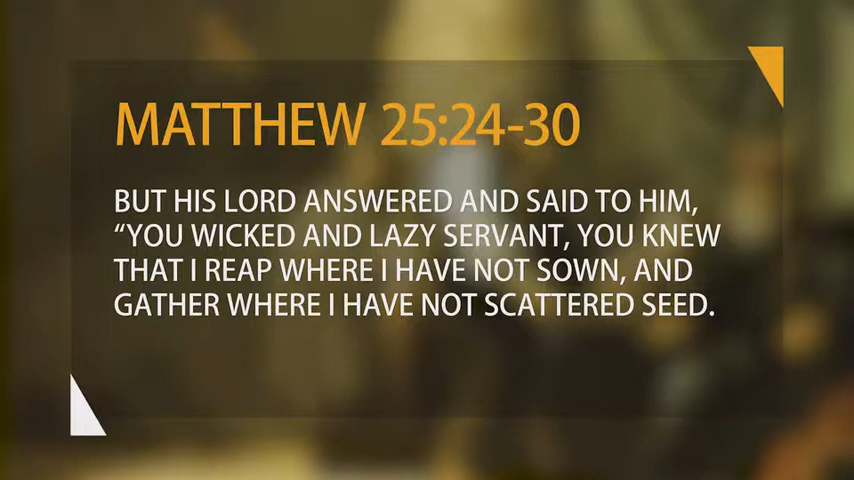 MATTHEW 25:24-30
BUT HIS LORD ANSWERED AND SAID TO HIM,
“YOU WICKED AND LAZY SERVANT, YOU KNEW
THAT I REAP WHERE I HAVE NOT SOWN, AND
GATHER WHERE I HAVE NOT SCATTERED SEED.